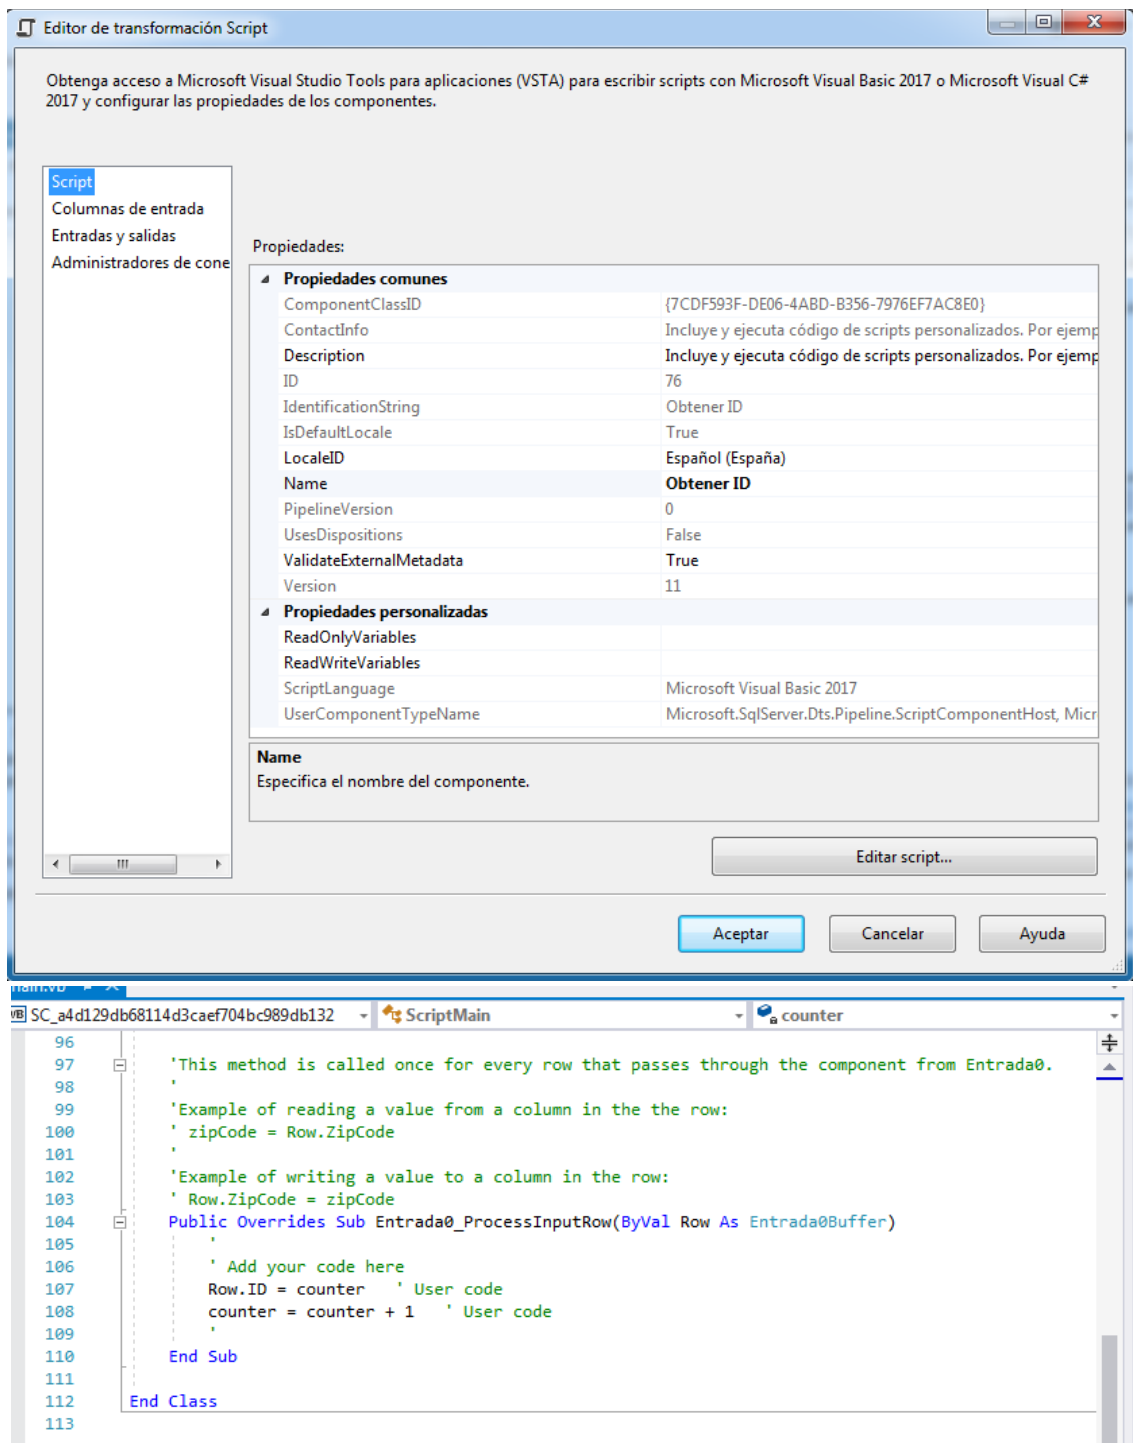 Editor de transformación Script
Obtenga acceso a Microsoft Visual Studio Tools para aplicaciones (VSTA) para escribir scripts con Microsoft Visual Basic 2017 o Microsoft Visual C#
2017 y configurar las propiedades de los componentes.
Script
Columnas de entrada
Entradas y salidas
Administradores de cone
Propiedades:
Propiedades comunes
ComponentClassID {7CDF593F-DE06-4ABD-B356-7976EF7AC8E0}
ContactInfo Incluye y ejecuta código de scripts personalizados. Por ejemp
Description Incluye y ejecuta código de scripts personalizados. Por ejemp
ID 76
IdentificationString Obtener ID
IsDefaultLocale True
LocaleID Español (España)
Name Obtener ID
PipelineVersion 0
UsesDispositions False
ValidateExternalMetadata True
Version 11
Propiedades personalizadas
ReadOnlyVariables
ReadWriteVariables
ScriptLanguage Microsoft Visual Basic 2017
UserComponentTypeName Microsoft.SqlServer.Dts.Pipeline.ScriptComponentHost, Micr
Name
Especifica el nombre del componente.
Editar script...
Aceptar Cancelar Ayuda
main.vb
VB SC_a4d129db68114d3caef704bc989db132 ScriptMain counter
96
97 'This method is called once for every row that passes through the component from Entrada0.
98 '
99 'Example of reading a value from a column in the the row:
100 ' zipCode = Row.ZipCode
101 '
102 'Example of writing a value to a column in the row:
103 ' Row.ZipCode = zipCode
104 Public Overrides Sub Entrada0_ProcessInputRow(ByVal Row As Entrada0Buffer)
105 '
106 ' Add your code here
107 Row.ID = counter ' User code
108 counter = counter + 1 ' User code
109 '
110 End Sub
111
112 End Class
113